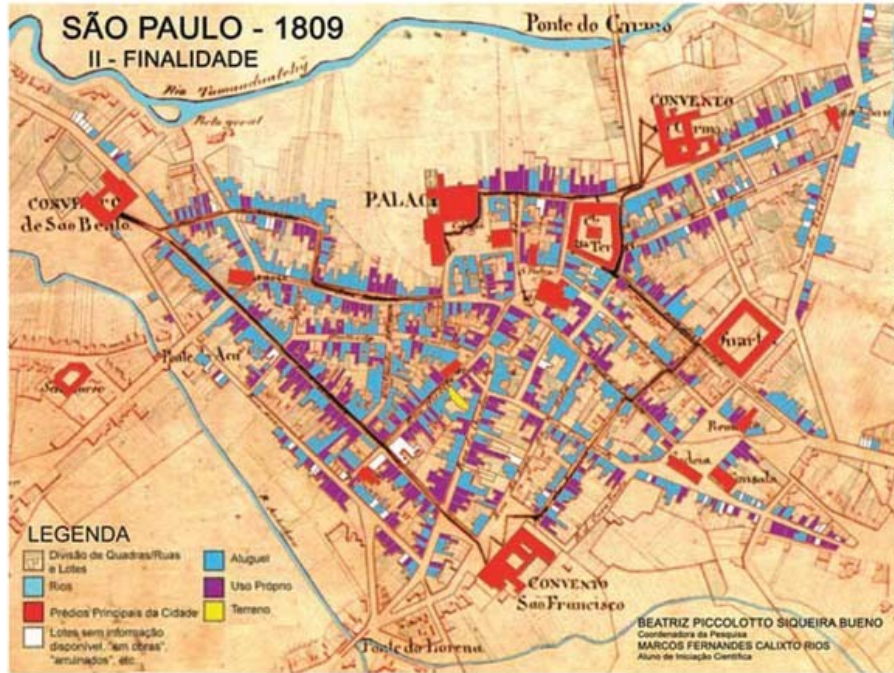 SÃO PAULO - 1809
II - FINALIDADE
Ponte do Carmo
Rio Tamanduatehy
CONVENTO
do Carmo
CONVENTO
de São Bento
PALACIO
Ponte
CONVENTO
São Francisco
Ponte do Lorena
LEGENDA
Divisão de Quadras/Ruas
e Lotes
Rios
Prédios Principais da Cidade
Lotes sem informação
disponível, "em obras",
"arruinados", etc.
Aluguel
Uso Próprio
Terreno
BEATRIZ PICCOLOTTO SIQUEIRA BUENO
Coordenadora da Pesquisa
MARCOS FERNANDES CALIXTO RIOS
Aluno de Iniciação Científica